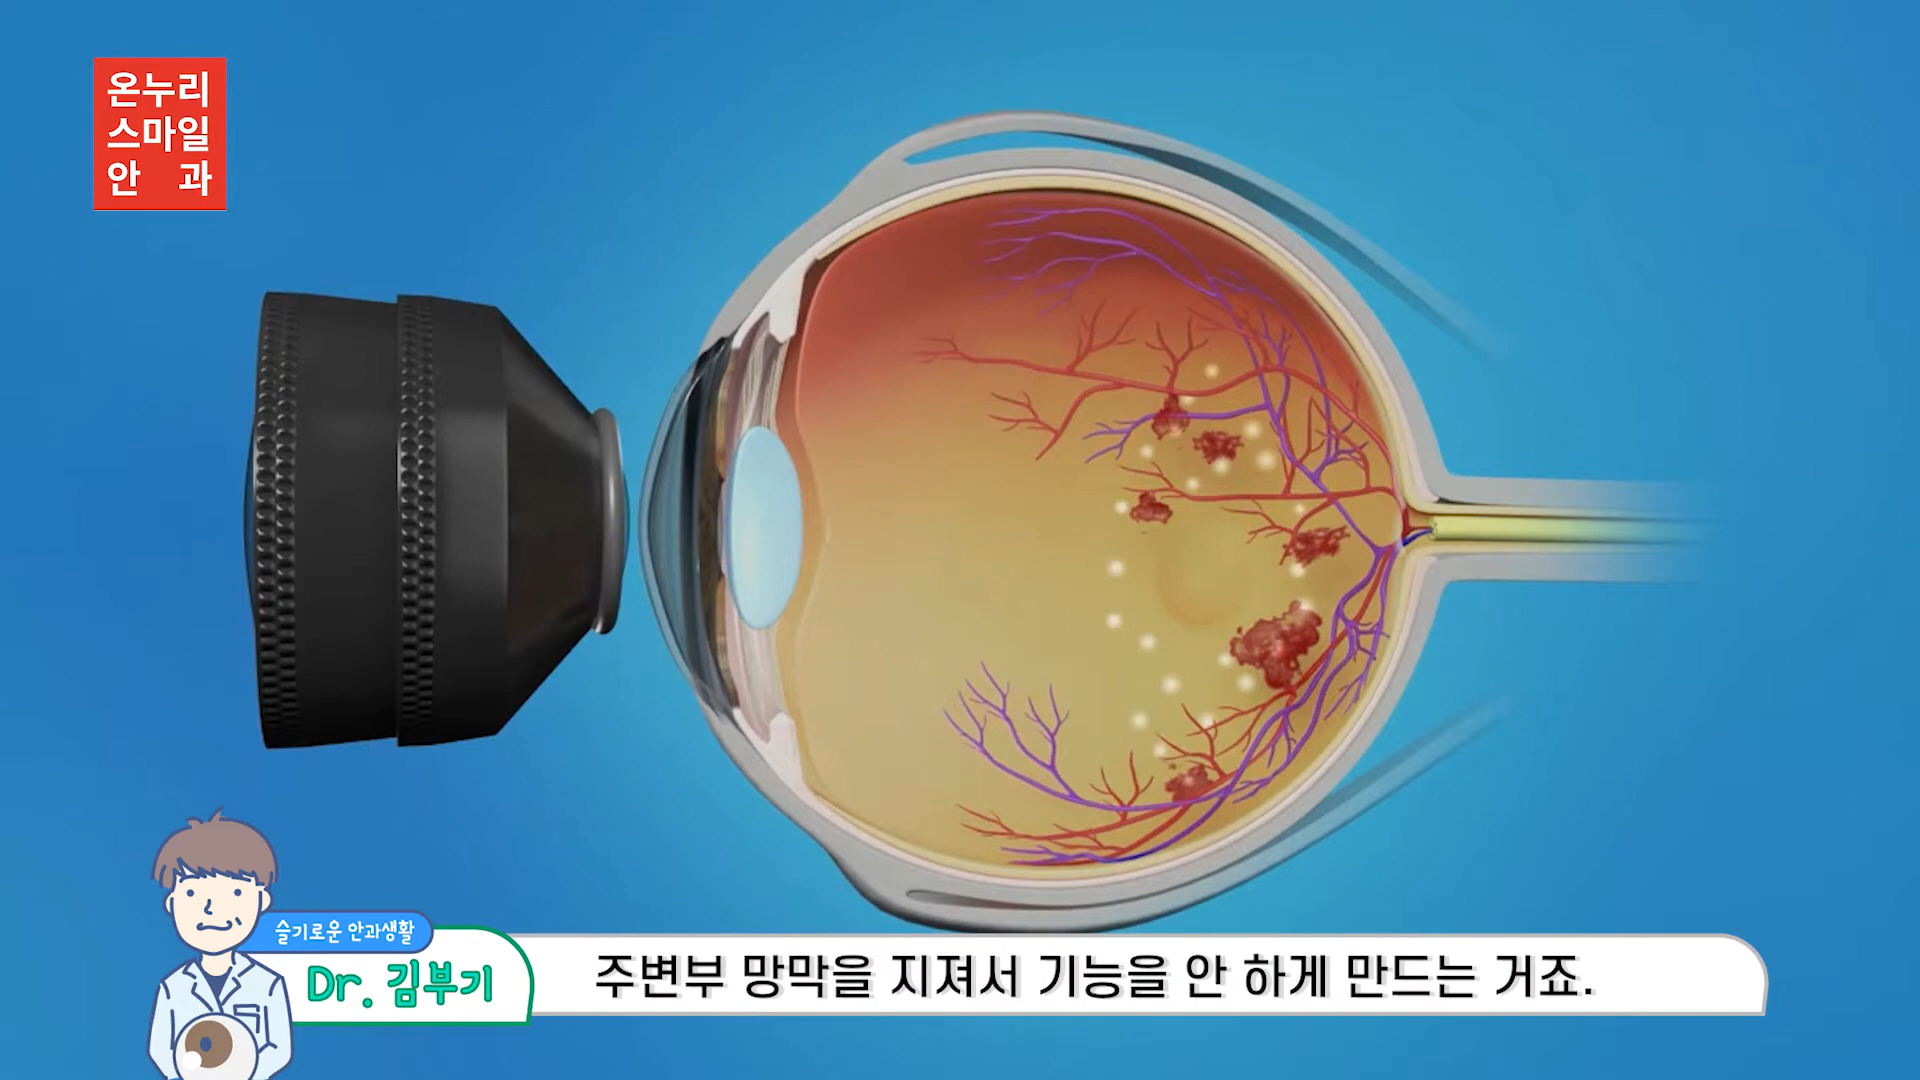 온누리
스마일
안 과
슬기로운 안과생활
Dr. 김부기
주변부 망막을 지져서 기능을 안 하게 만드는 거죠.